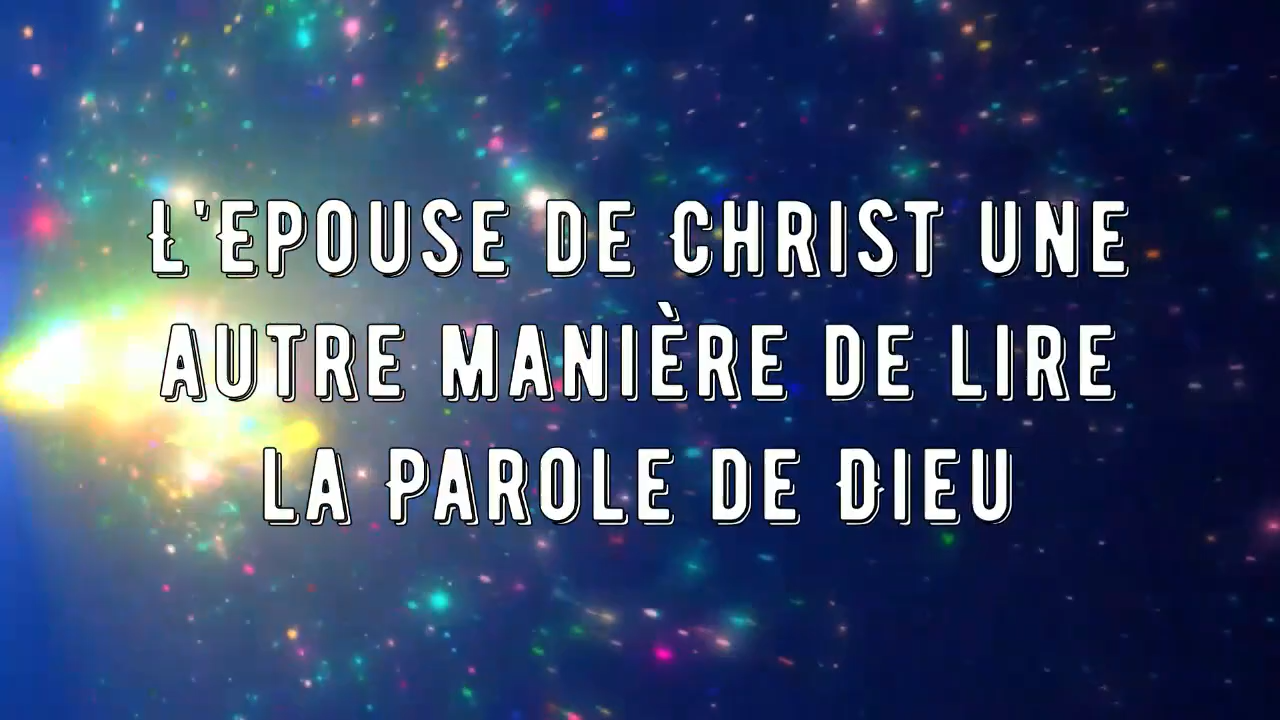 L'EPOUSE DE CHRIST UNE
AUTRE MANIÈRE DE LIRE
LA PAROLE DE DIEU